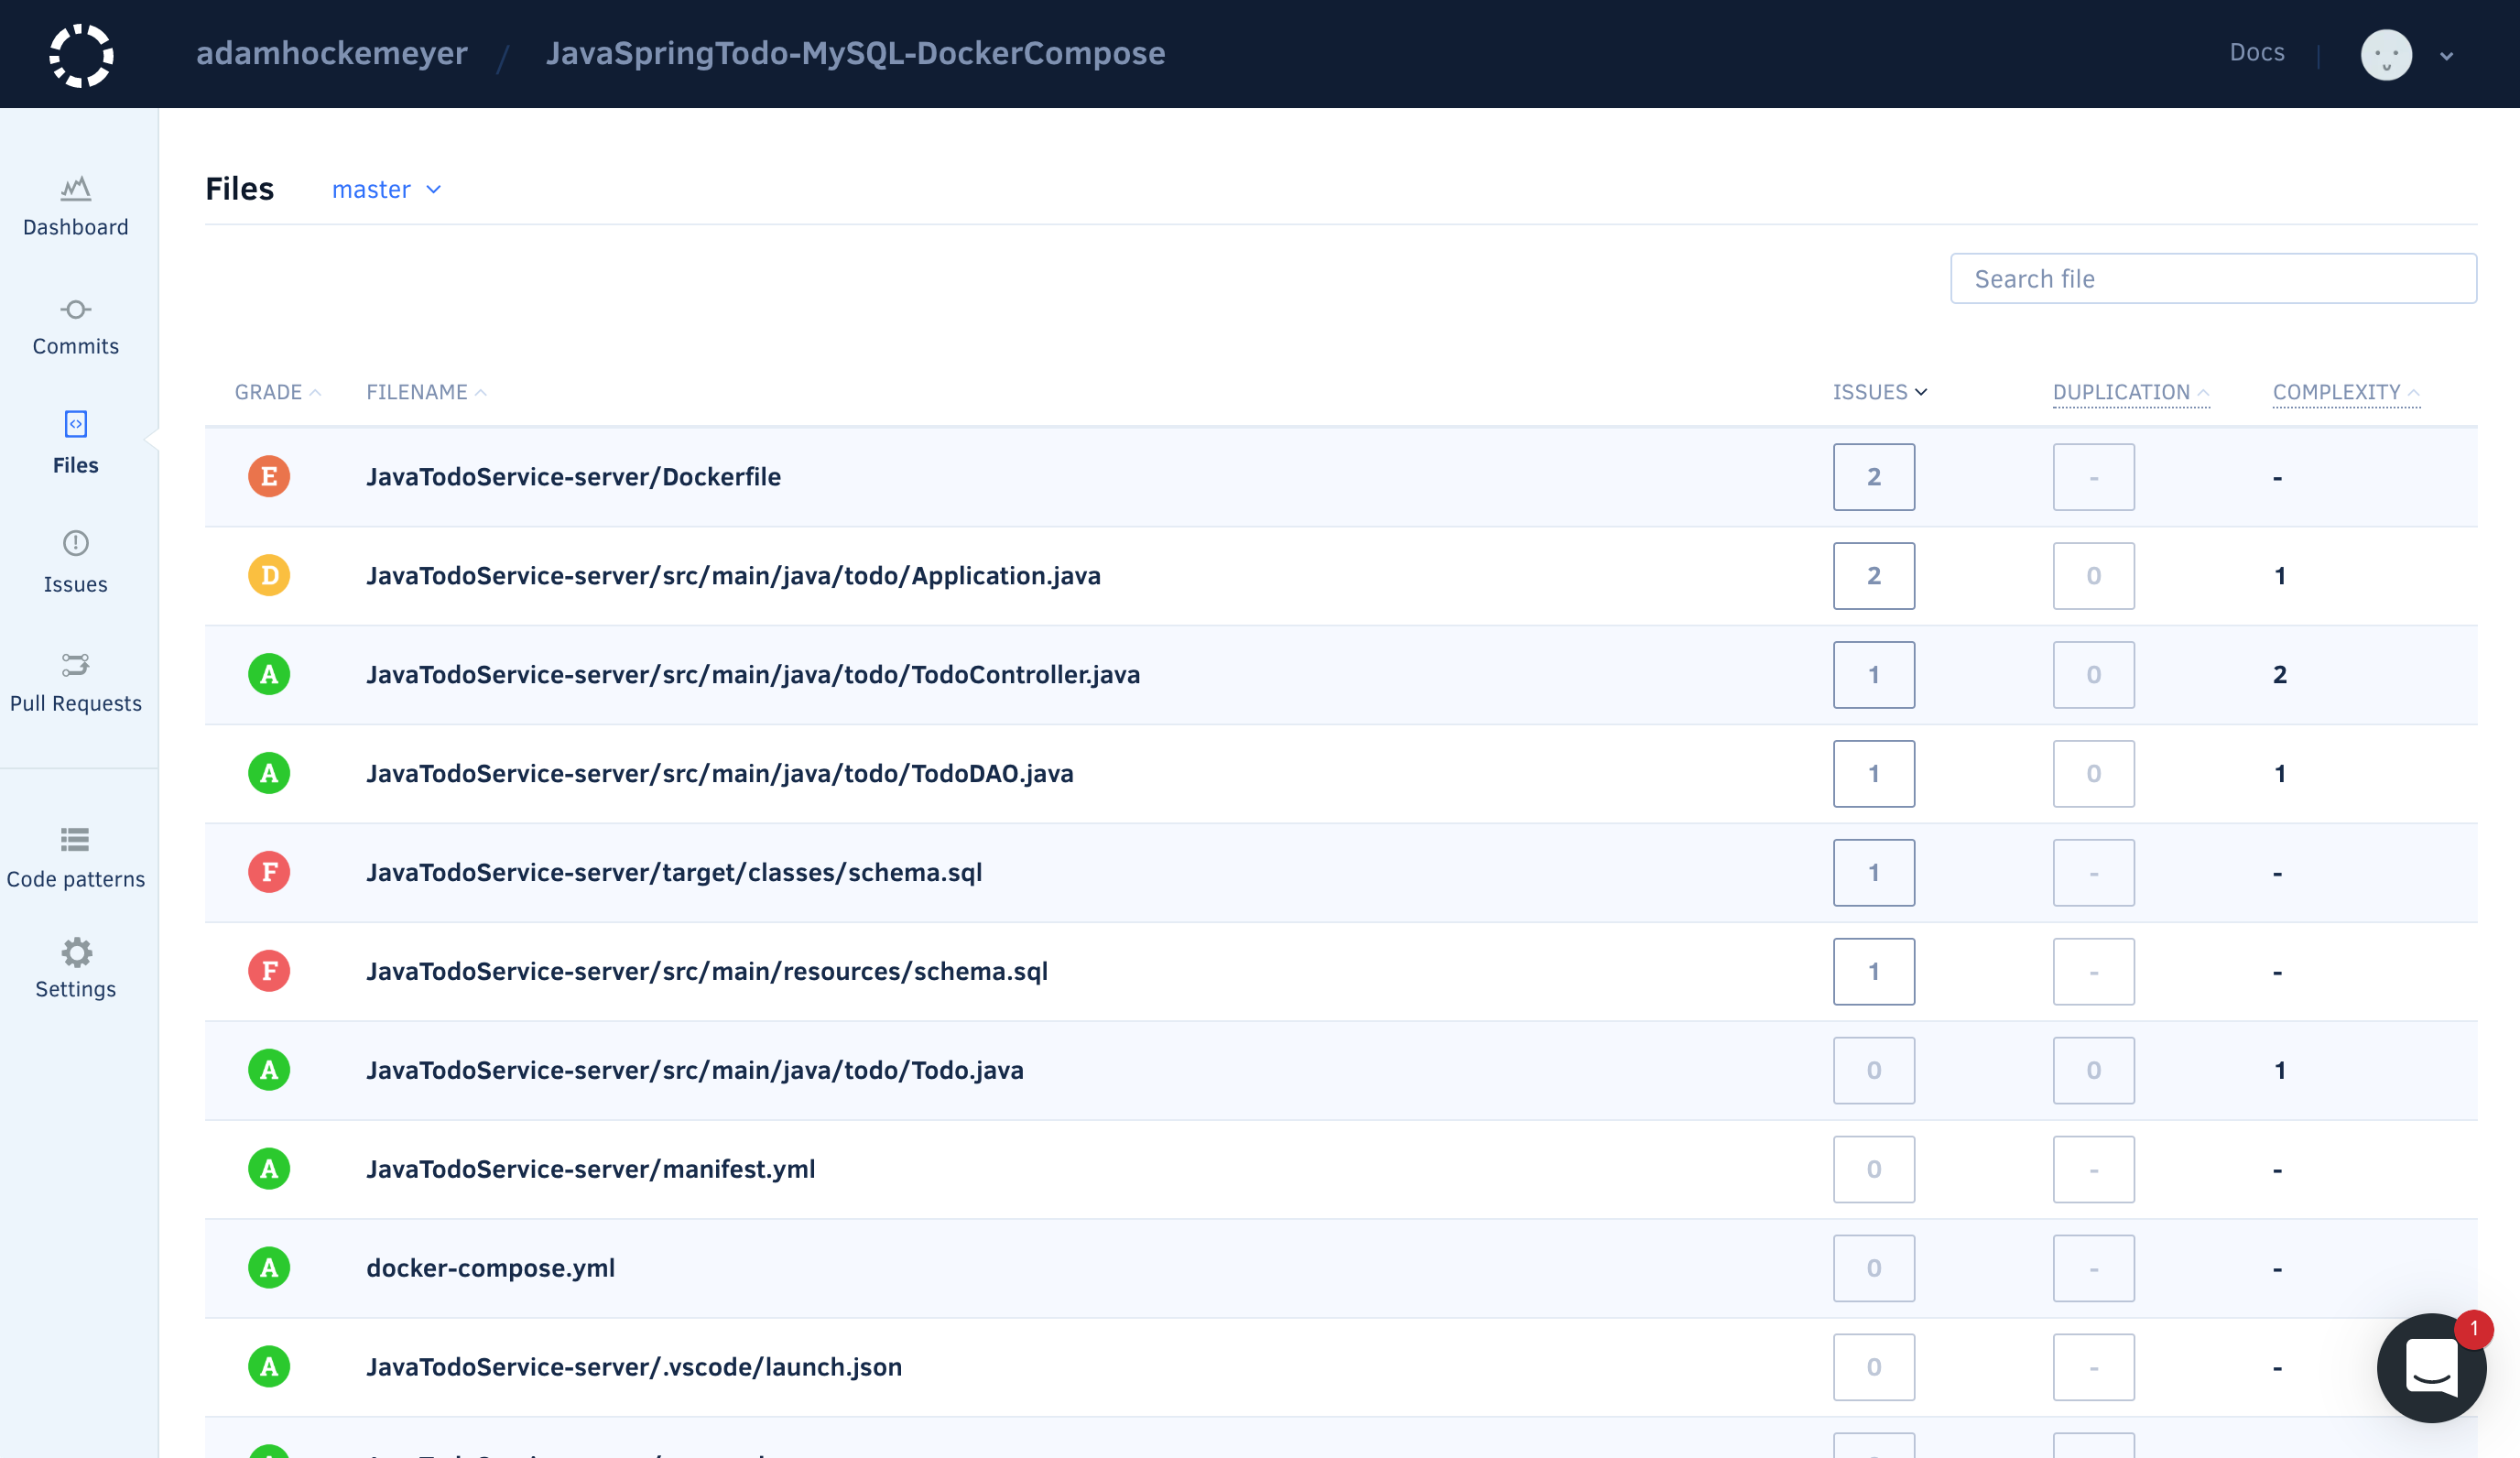 adamhockemeyer / JavaSpringTodo-MySQL-DockerCompose Docs
Files master
Dashboard
Search file
Commits
GRADE FILENAME ISSUES DUPLICATION COMPLEXITY
Files
E JavaTodoService-server/Dockerfile 2 - -
Issues
D JavaTodoService-server/src/main/java/todo/Application.java 2 0 1
Pull Requests
A JavaTodoService-server/src/main/java/todo/TodoController.java 1 0 2
A JavaTodoService-server/src/main/java/todo/TodoDAO.java 1 0 1
Code patterns
F JavaTodoService-server/target/classes/schema.sql 1 - -
Settings
F JavaTodoService-server/src/main/resources/schema.sql 1 - -
A JavaTodoService-server/src/main/java/todo/Todo.java 0 0 1
A JavaTodoService-server/manifest.yml 0 - -
A docker-compose.yml 0 - -
A JavaTodoService-server/.vscode/launch.json 0 - -
1